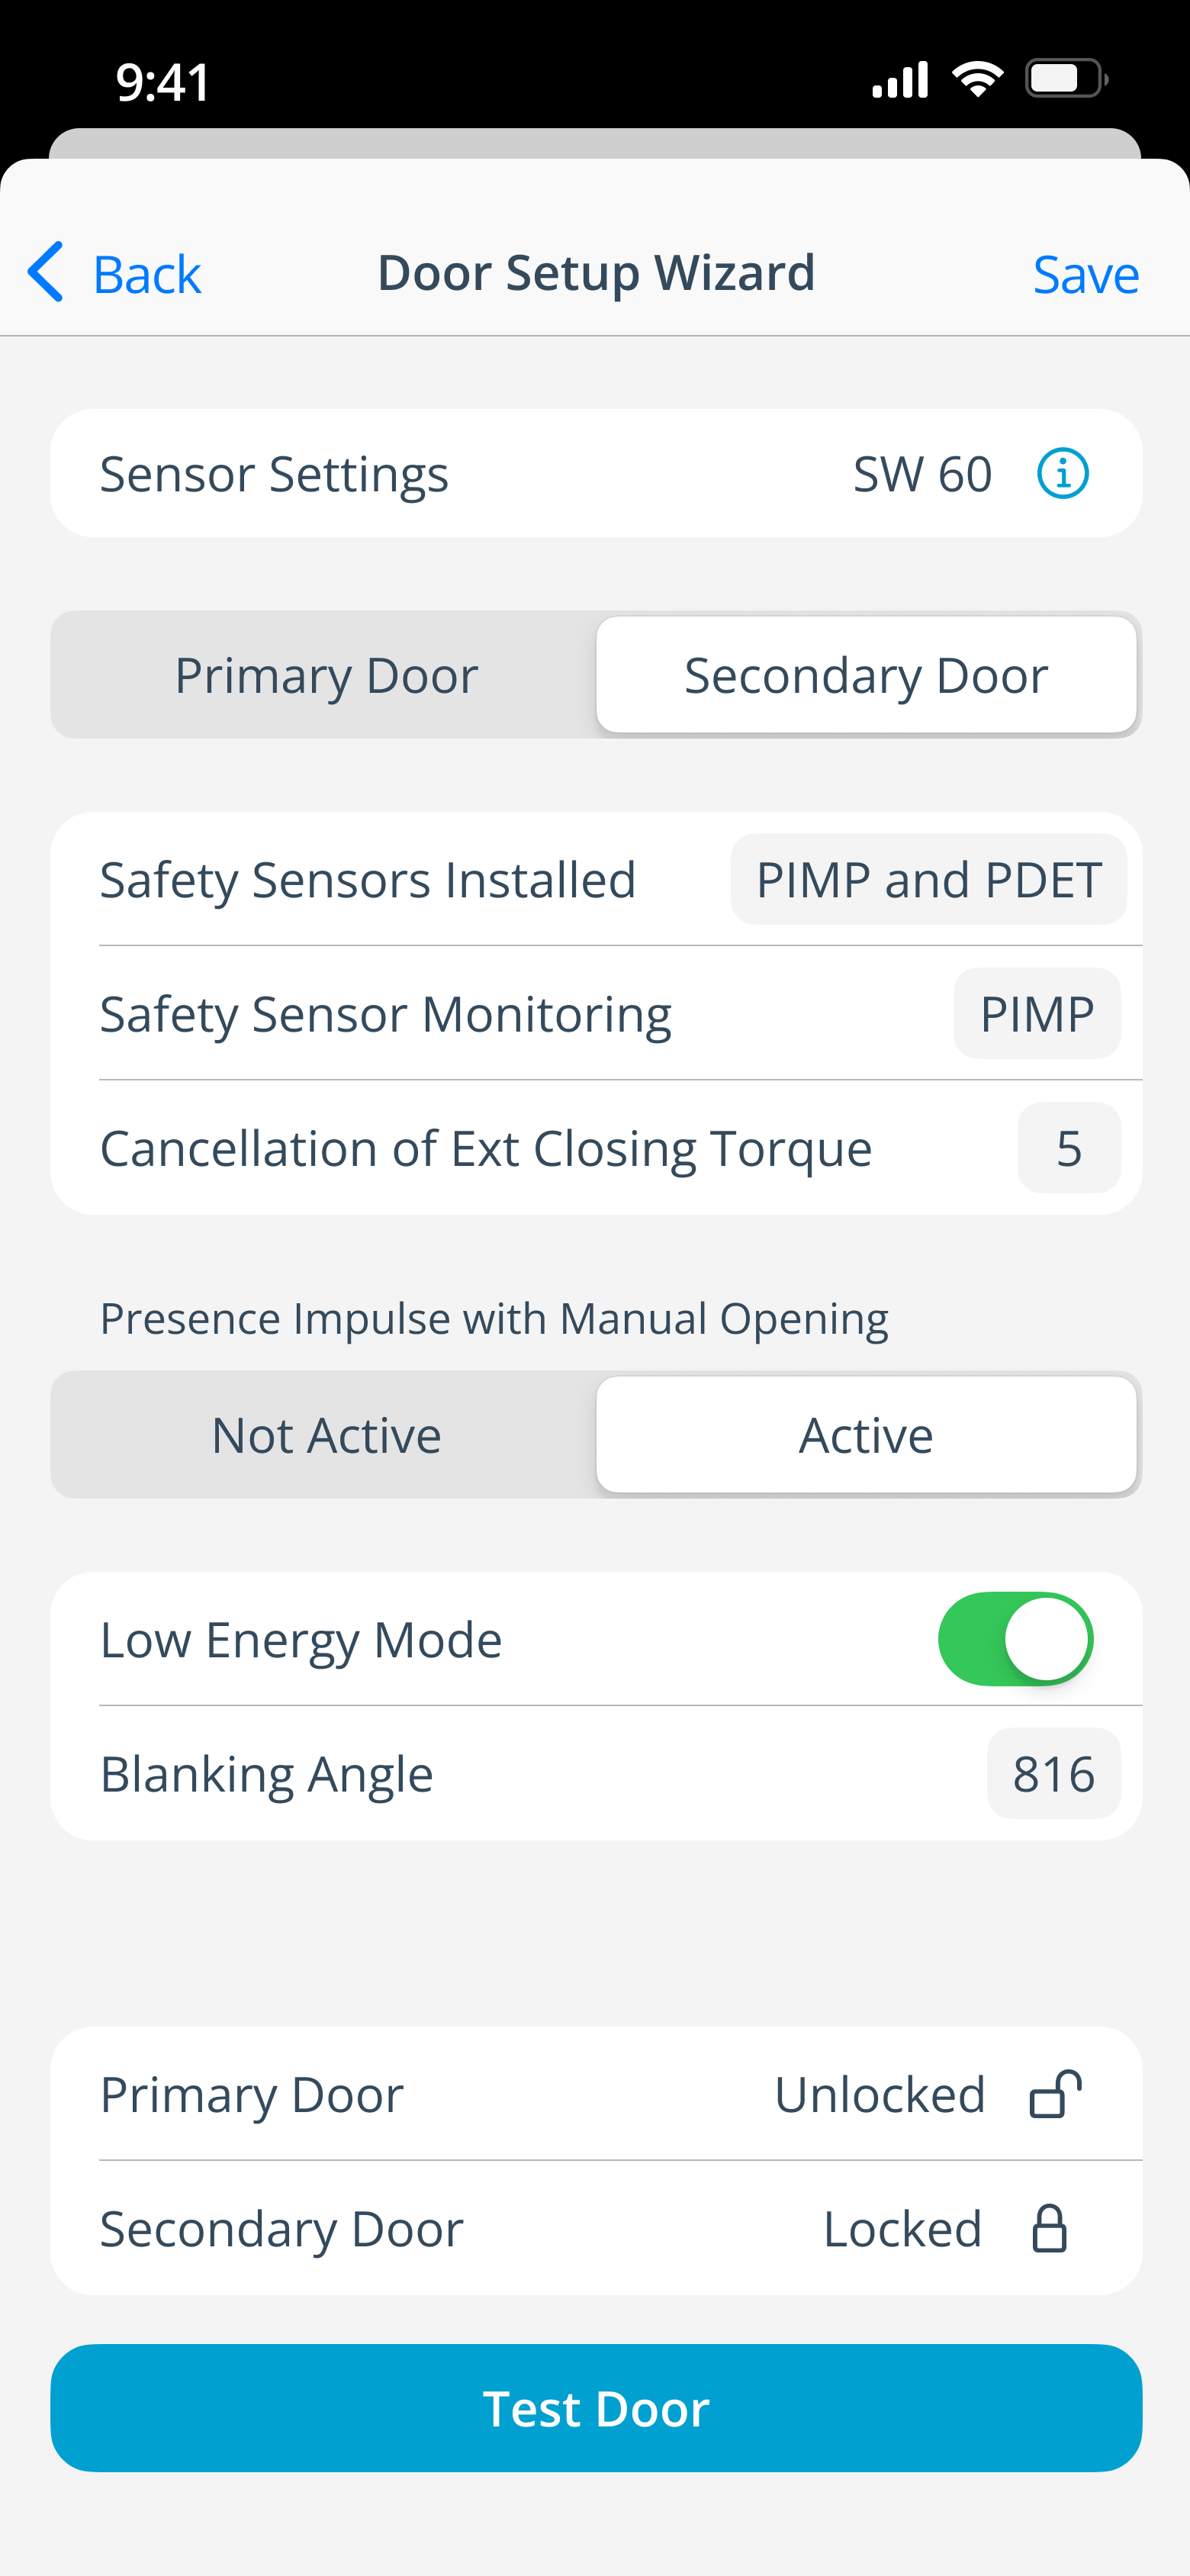 9:41
Back Door Setup Wizard Save
Sensor Settings SW 60
Primary Door Secondary Door
Safety Sensors Installed PIMP and PDET
Safety Sensor Monitoring PIMP
Cancellation of Ext Closing Torque 5
Presence Impulse with Manual Opening
Not Active Active
Low Energy Mode
Blanking Angle 816
Primary Door Unlocked
Secondary Door Locked
Test Door